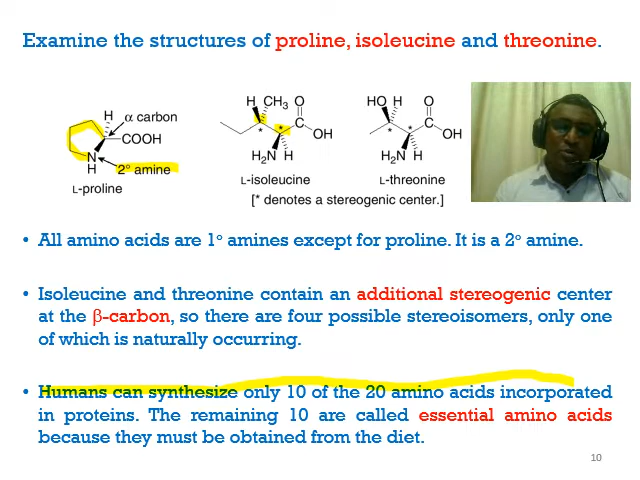 Examine the structures of proline, isoleucine and threonine.
H
α carbon
COOH
N
H
2° amine
L-proline
H CH3 O
C
* *
OH
H2N H
L-isoleucine
HO H O
C
* *
OH
H2N H
L-threonine
[* denotes a stereogenic center.]
• All amino acids are 1° amines except for proline. It is a 2° amine.
• Isoleucine and threonine contain an additional stereogenic center
at the β-carbon, so there are four possible stereoisomers, only one
of which is naturally occurring.
• Humans can synthesize only 10 of the 20 amino acids incorporated
in proteins. The remaining 10 are called essential amino acids
because they must be obtained from the diet.
10